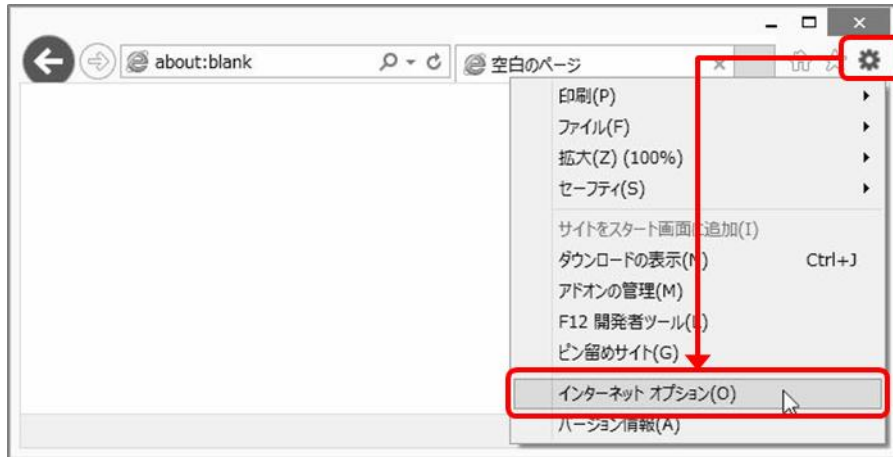 about:blank
空白のページ
印刷(P)
ファイル(F)
拡大(Z) (100%)
セーフティ(S)
サイトをスタート画面に追加(I)
ダウンロードの表示(N) Ctrl+J
アドオンの管理(M)
F12 開発者ツール(L)
ピン留めサイト(G)
インターネット オプション(O)
バージョン情報(A)